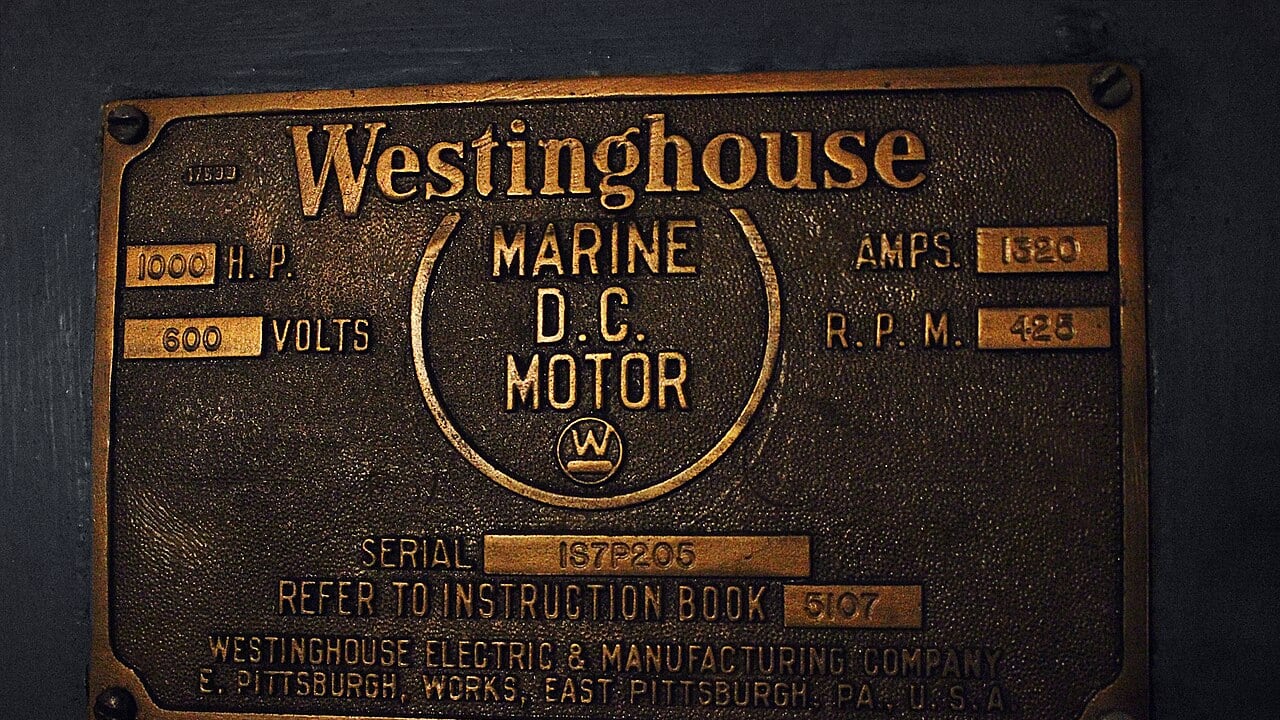 Westinghouse
MARINE
D.C.
MOTOR
1000 H. P.
600 VOLTS
AMPS. 1320
R. P. M. 425
W
SERIAL 1S7P205
REFER TO INSTRUCTION BOOK 5107
WESTINGHOUSE ELECTRIC & MANUFACTURING COMPANY
E. PITTSBURGH, WORKS, EAST PITTSBURGH, PA., U. S. A